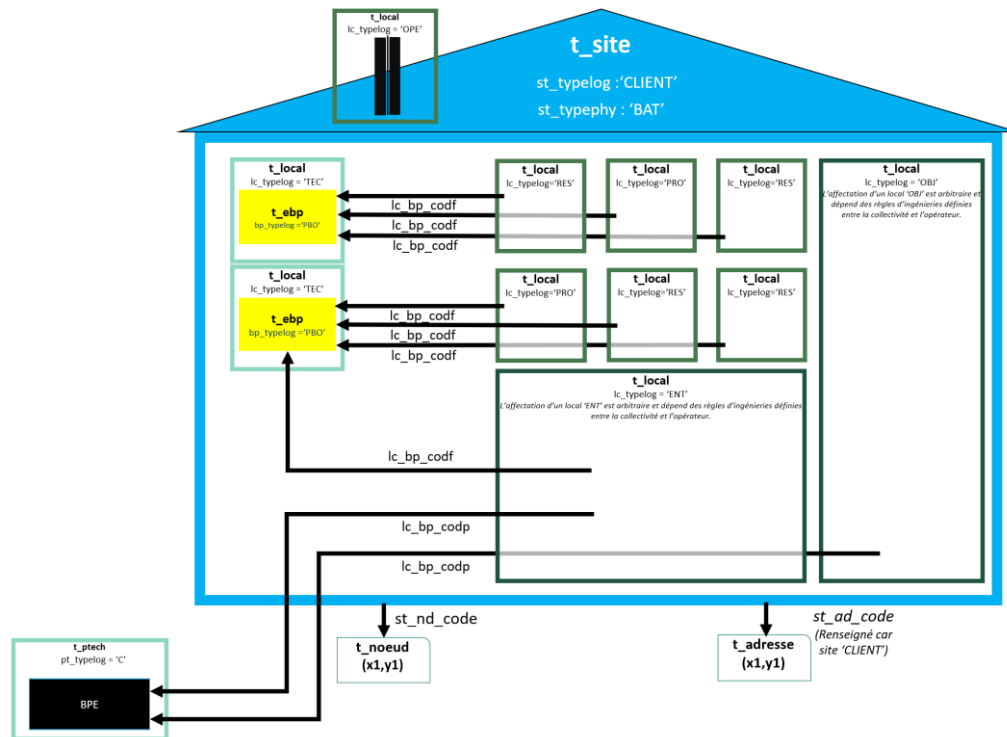 t_local
lc_typelog = 'OPE'
t_site
st_typelog :'CLIENT'
st_typephy : 'BAT'
t_local
lc_typelog = 'TEC'
t_ebp
bp_typelog ='PBO'
t_local
lc_typelog='RES'
t_local
lc_typelog='PRO'
t_local
lc_typelog='RES'
t_local
lc_typelog = 'OBJ'
L'affectation d'un local 'OBJ' est arbitraire et
dépend des règles d'ingénieries définies
entre la collectivité et l'opérateur.
lc_bp_codf
lc_bp_codf
lc_bp_codf
t_local
lc_typelog = 'TEC'
t_ebp
bp_typelog ='PBO'
t_local
lc_typelog='PRO'
t_local
lc_typelog='RES'
t_local
lc_typelog='RES'
lc_bp_codf
lc_bp_codf
lc_bp_codf
t_local
lc_typelog = 'ENT'
L'affectation d'un local 'ENT' est arbitraire et dépend des règles d'ingénieries définies
entre la collectivité et l'opérateur.
lc_bp_codf
lc_bp_codp
lc_bp_codp
st_nd_code
t_noeud
(x1,y1)
st_ad_code
(Renseigné car
site 'CLIENT')
t_adresse
(x1,y1)
t_ptech
pt_typelog = 'C'
BPE